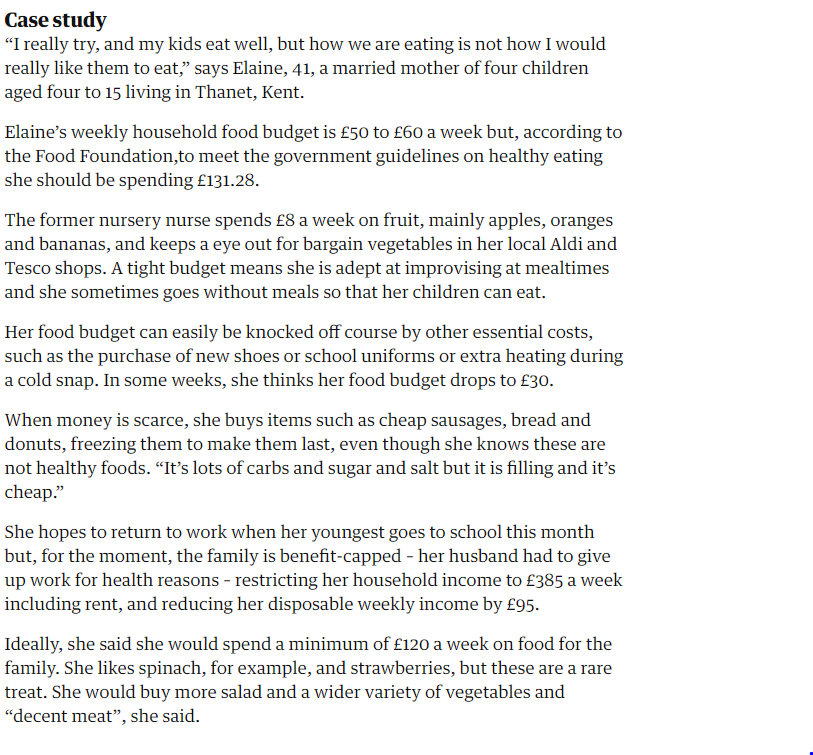 Case study
“I really try, and my kids eat well, but how we are eating is not how I would
really like them to eat,” says Elaine, 41, a married mother of four children
aged four to 15 living in Thanet, Kent.
Elaine’s weekly household food budget is £50 to £60 a week but, according to
the Food Foundation,to meet the government guidelines on healthy eating
she should be spending £131.28.
The former nursery nurse spends £8 a week on fruit, mainly apples, oranges
and bananas, and keeps a eye out for bargain vegetables in her local Aldi and
Tesco shops. A tight budget means she is adept at improvising at mealtimes
and she sometimes goes without meals so that her children can eat.
Her food budget can easily be knocked off course by other essential costs,
such as the purchase of new shoes or school uniforms or extra heating during
a cold snap. In some weeks, she thinks her food budget drops to £30.
When money is scarce, she buys items such as cheap sausages, bread and
donuts, freezing them to make them last, even though she knows these are
not healthy foods. “It’s lots of carbs and sugar and salt but it is filling and it’s
cheap.”
She hopes to return to work when her youngest goes to school this month
but, for the moment, the family is benefit-capped - her husband had to give
up work for health reasons - restricting her household income to £385 a week
including rent, and reducing her disposable weekly income by £95.
Ideally, she said she would spend a minimum of £120 a week on food for the
family. She likes spinach, for example, and strawberries, but these are a rare
treat. She would buy more salad and a wider variety of vegetables and
“decent meat”, she said.